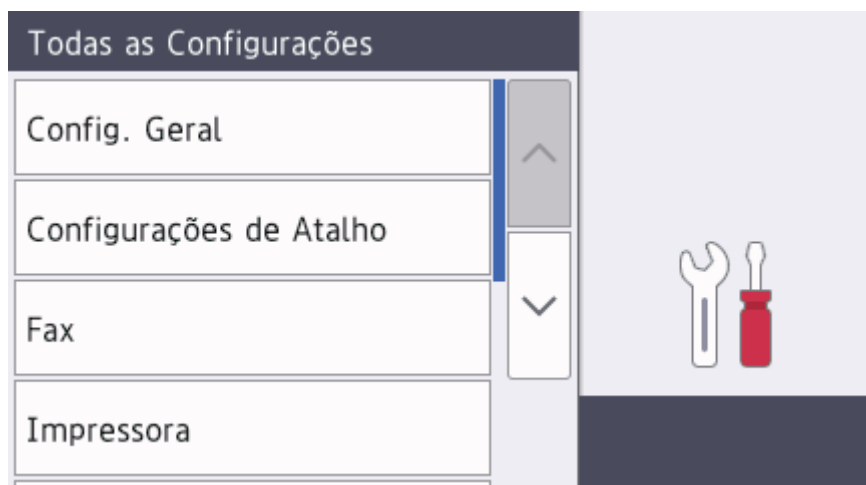 Todas as Configurações
Config. Geral
Configurações de Atalho
Fax
Impressora